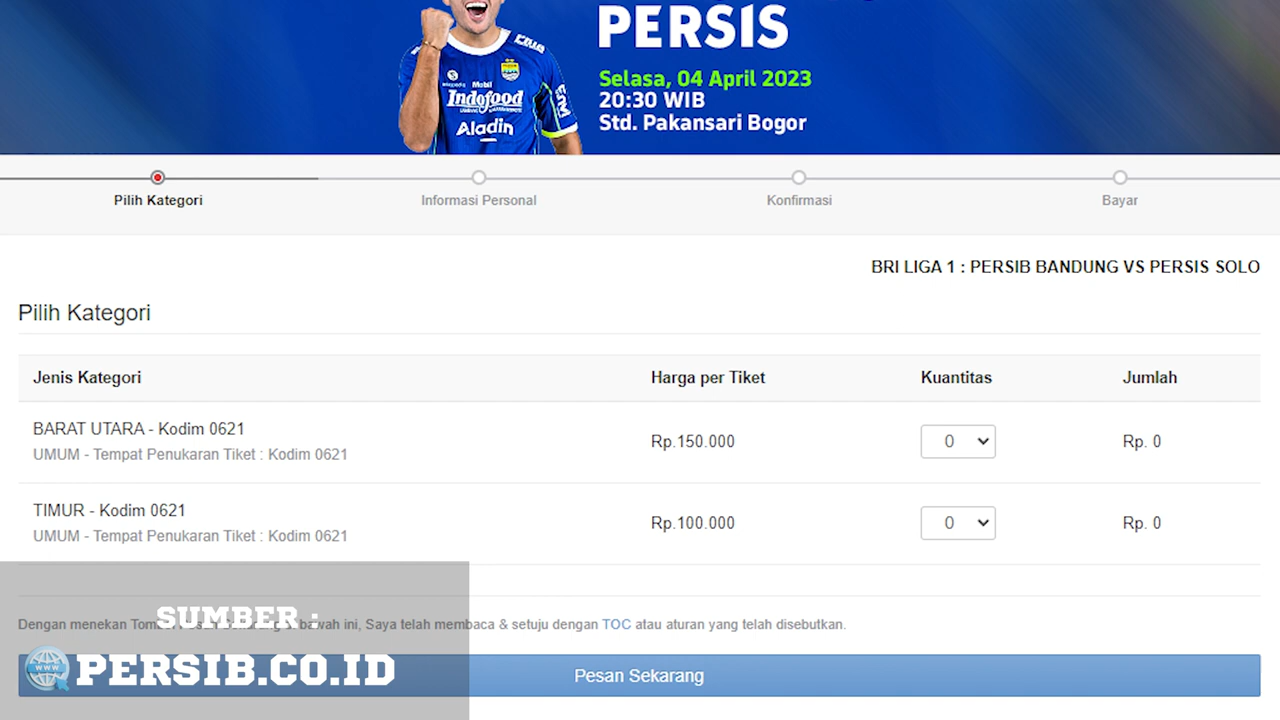 PERSIS
Selasa, 04 April 2023
20:30 WIB
Std. Pakansari Bogor
Mobil
Indofood
Aladin
Pilih Kategori
Informasi Personal
Konfirmasi
Bayar
BRI LIGA 1 : PERSIB BANDUNG VS PERSIS SOLO
Pilih Kategori
Jenis Kategori Harga per Tiket Kuantitas Jumlah
BARAT UTARA - Kodim 0621
UMUM - Tempat Penukaran Tiket : Kodim 0621
Rp.150.000 0 Rp. 0
TIMUR - Kodim 0621
UMUM - Tempat Penukaran Tiket : Kodim 0621
Rp.100.000 0 Rp. 0
SUMBER :
Dengan menekan bawah ini, Saya telah membaca & setuju dengan TOC atau aturan yang telah disebutkan.
www PERSIB.CO.ID
Pesan Sekarang